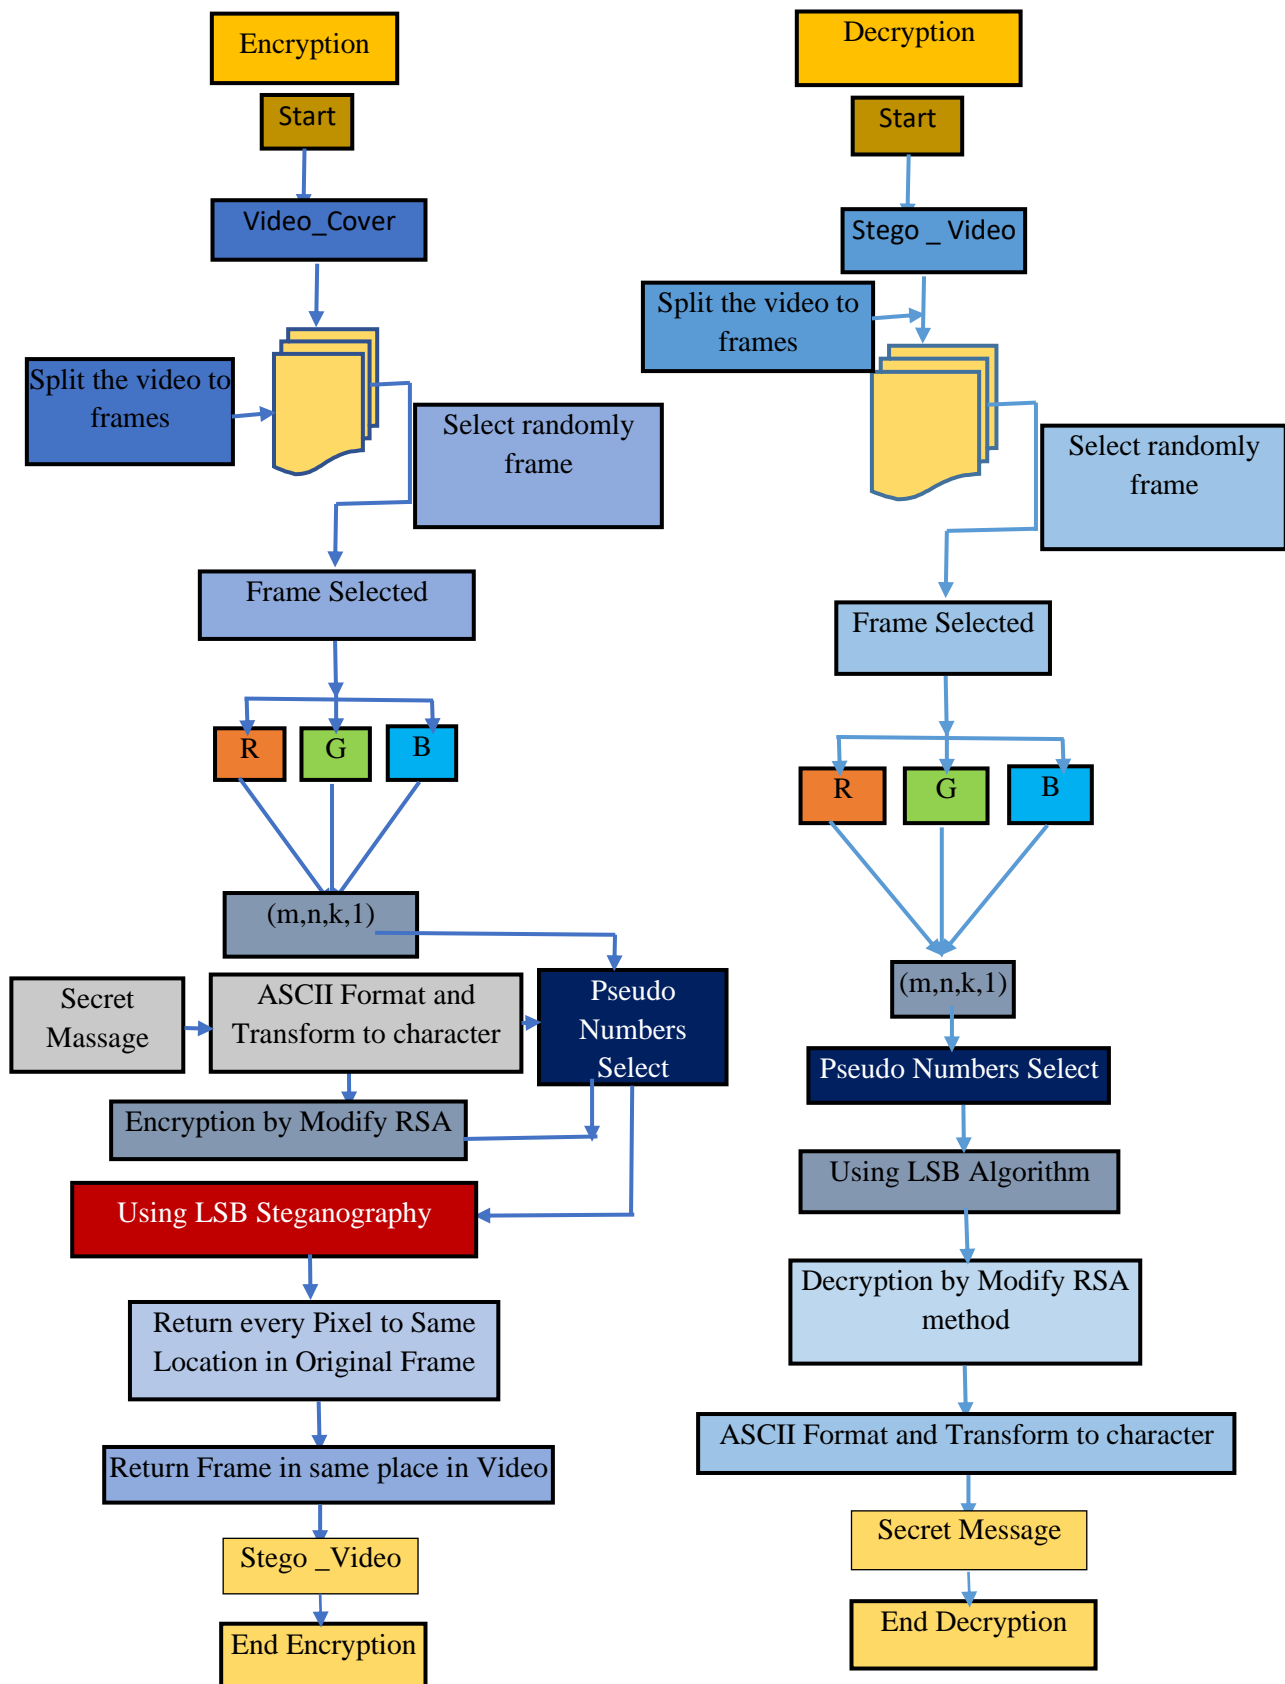 Encryption
Start
Video_Cover
Split the video to
frames
Select randomly
frame
Frame Selected
R
G
B
(m,n,k,1)
Secret
Massage
ASCII Format and
Transform to character
Pseudo
Numbers
Select
Encryption by Modify RSA
Using LSB Steganography
Return every Pixel to Same
Location in Original Frame
Return Frame in same place in Video
Stego _Video
End Encryption
Decryption
Start
Stego _ Video
Split the video to
frames
Select randomly
frame
Frame Selected
R
G
B
(m,n,k,1)
Pseudo Numbers Select
Using LSB Algorithm
Decryption by Modify RSA
method
ASCII Format and Transform to character
Secret Message
End Decryption